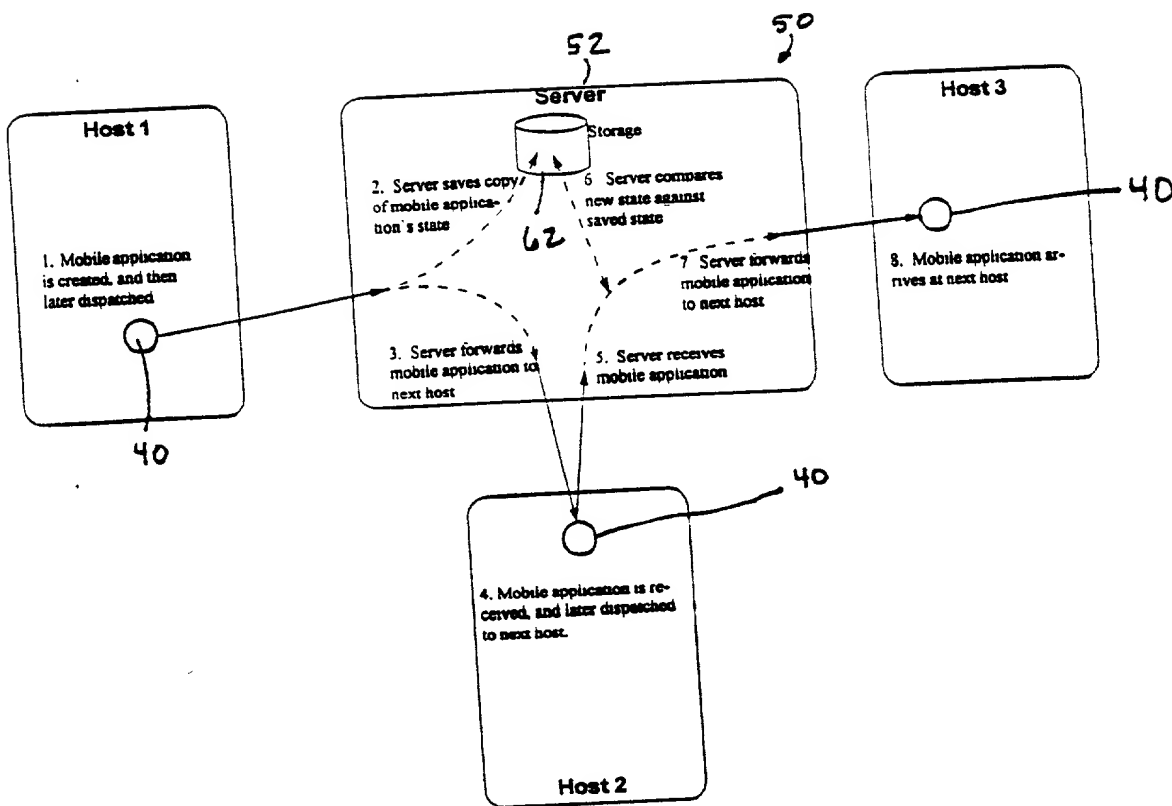 50
52
Server
Host 3
Host 1
Storage
2. Server saves copy
of mobile applica-
tion's state
6 Server compares
new state against
saved state
62
40
1. Mobile application
is created, and then
later dispatched
7 Server forwards
mobile application
to next host
8. Mobile application ar-
rives at next host
3. Server forwards
mobile application to
next host
5. Server receives
mobile application
40
40
4. Mobile application is re-
ceived, and later dispatched
to next host.
Host 2